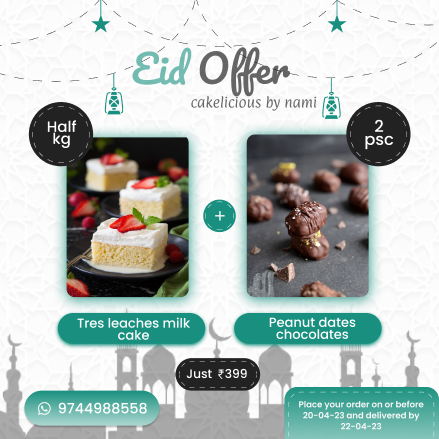 Eid Offer
cakelicious by nami
Half
kg
2
psc
+
Tres leaches milk
cake
Peanut dates
chocolates
Just ₹399
9744988558
Place your order on or before
20-04-23 and delivered by
22-04-23